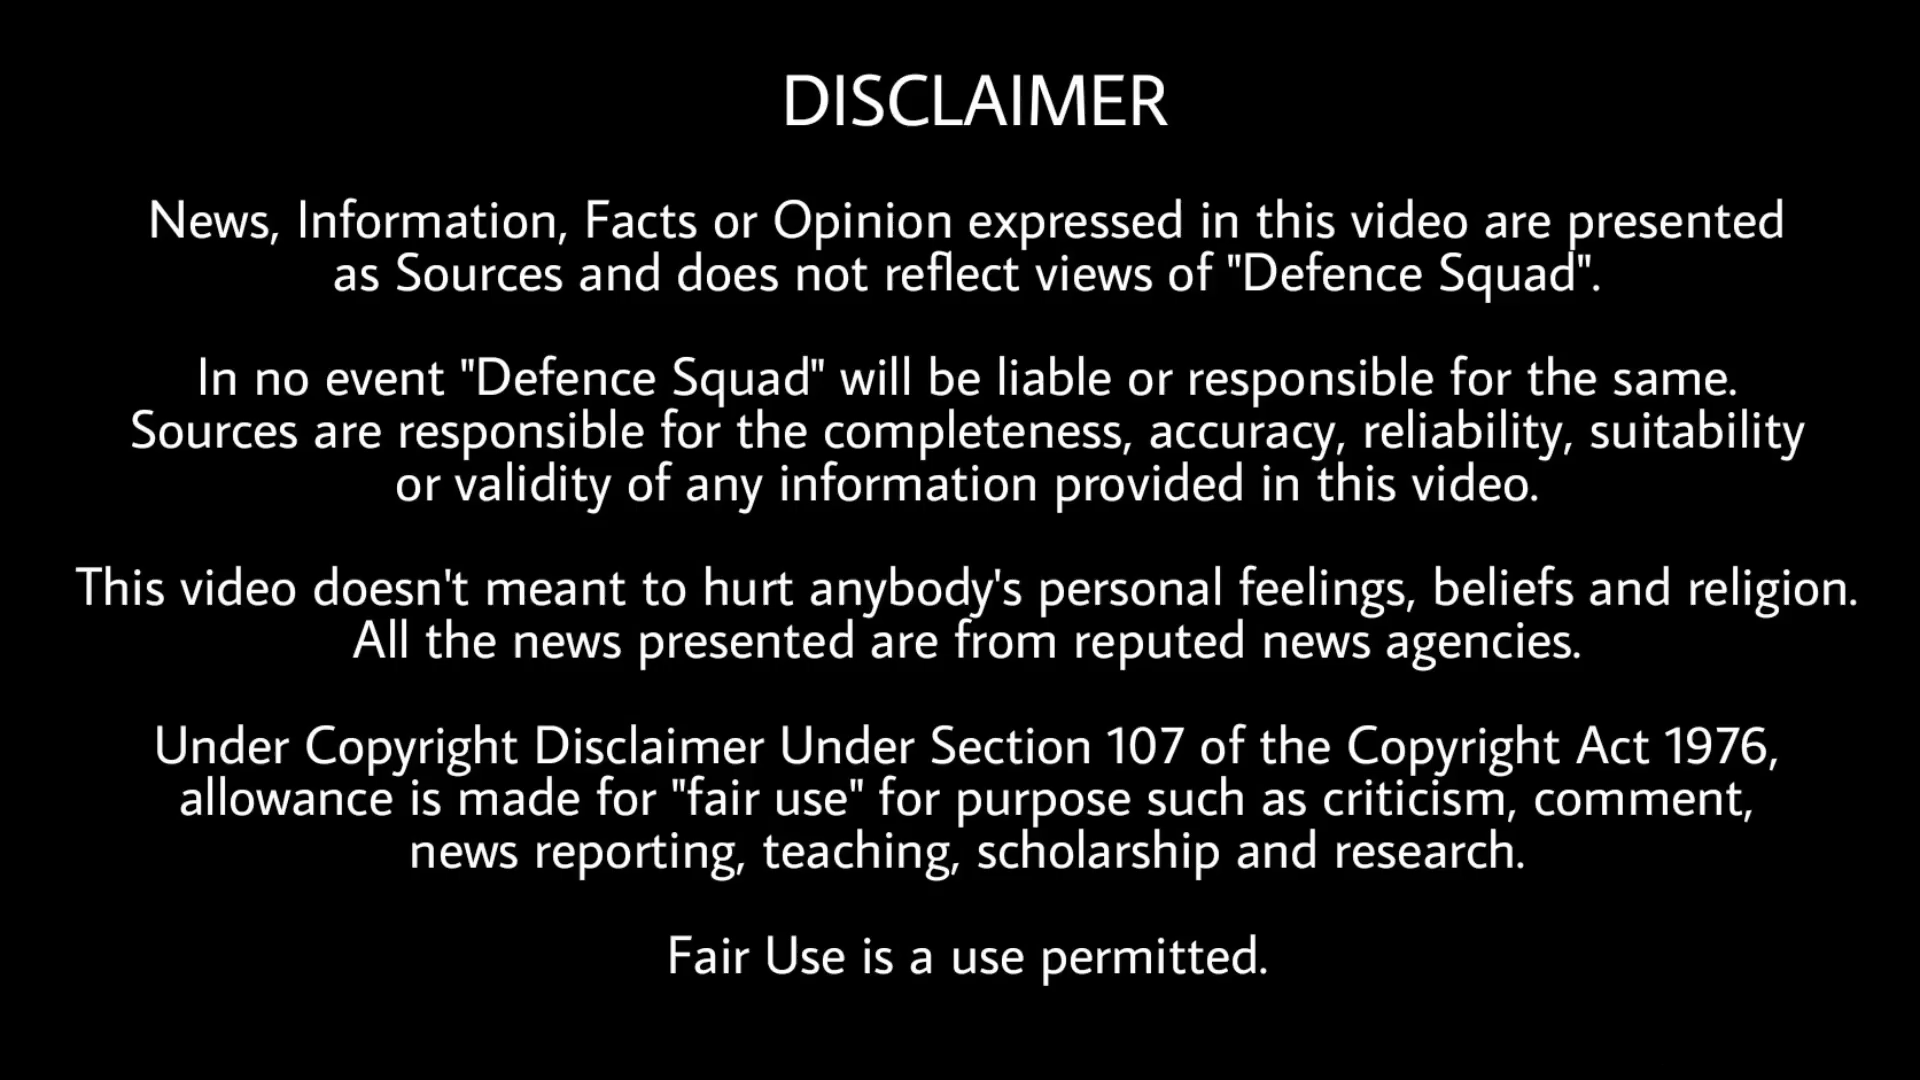 DISCLAIMER
News, Information, Facts or Opinion expressed in this video are presented
as Sources and does not reflect views of "Defence Squad".
In no event "Defence Squad" will be liable or responsible for the same.
Sources are responsible for the completeness, accuracy, reliability, suitability
or validity of any information provided in this video.
This video doesn't meant to hurt anybody's personal feelings, beliefs and religion.
All the news presented are from reputed news agencies.
Under Copyright Disclaimer Under Section 107 of the Copyright Act 1976,
allowance is made for "fair use" for purpose such as criticism, comment,
news reporting, teaching, scholarship and research.
Fair Use is a use permitted.